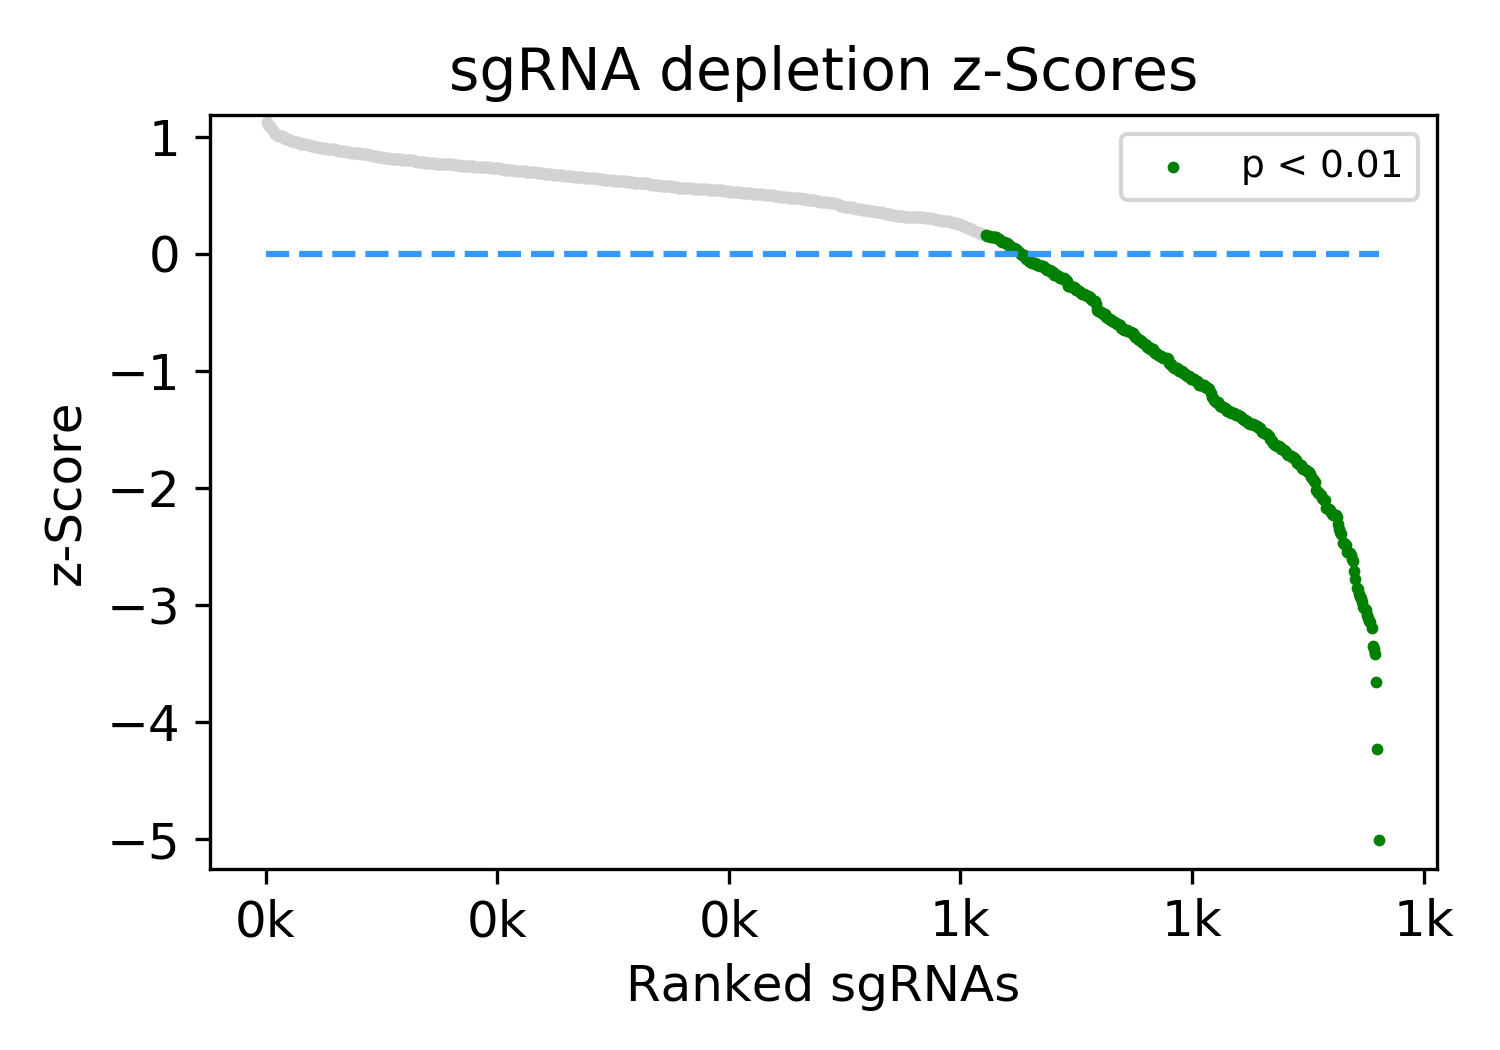 sgRNA depletion z-Scores
p < 0.01
1
0
−1
−2
−3
−4
−5
z-Score
0k 0k 0k 1k 1k 1k
Ranked sgRNAs